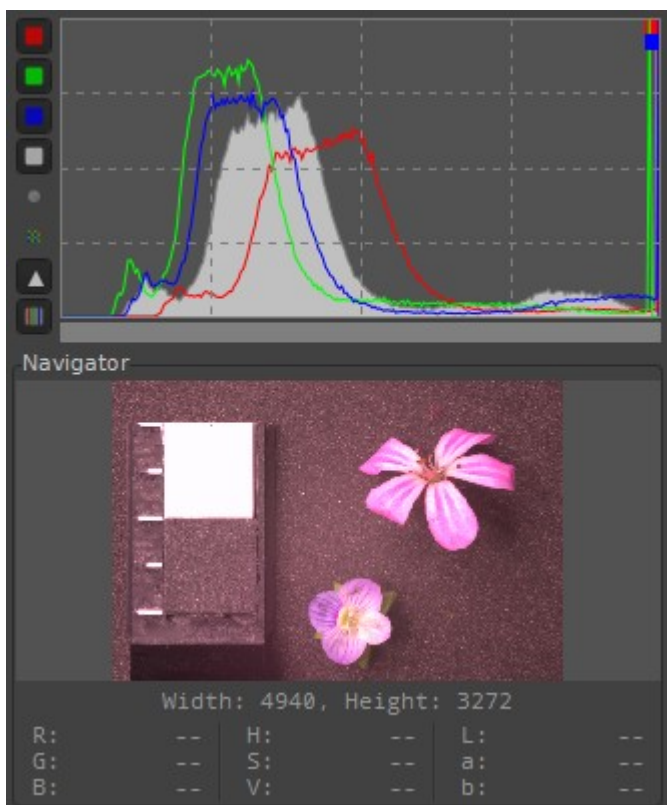 Navigator
Width: 4940, Height: 3272
R: -- H: -- L: --
G: -- S: -- a: --
B: -- V: -- b: --